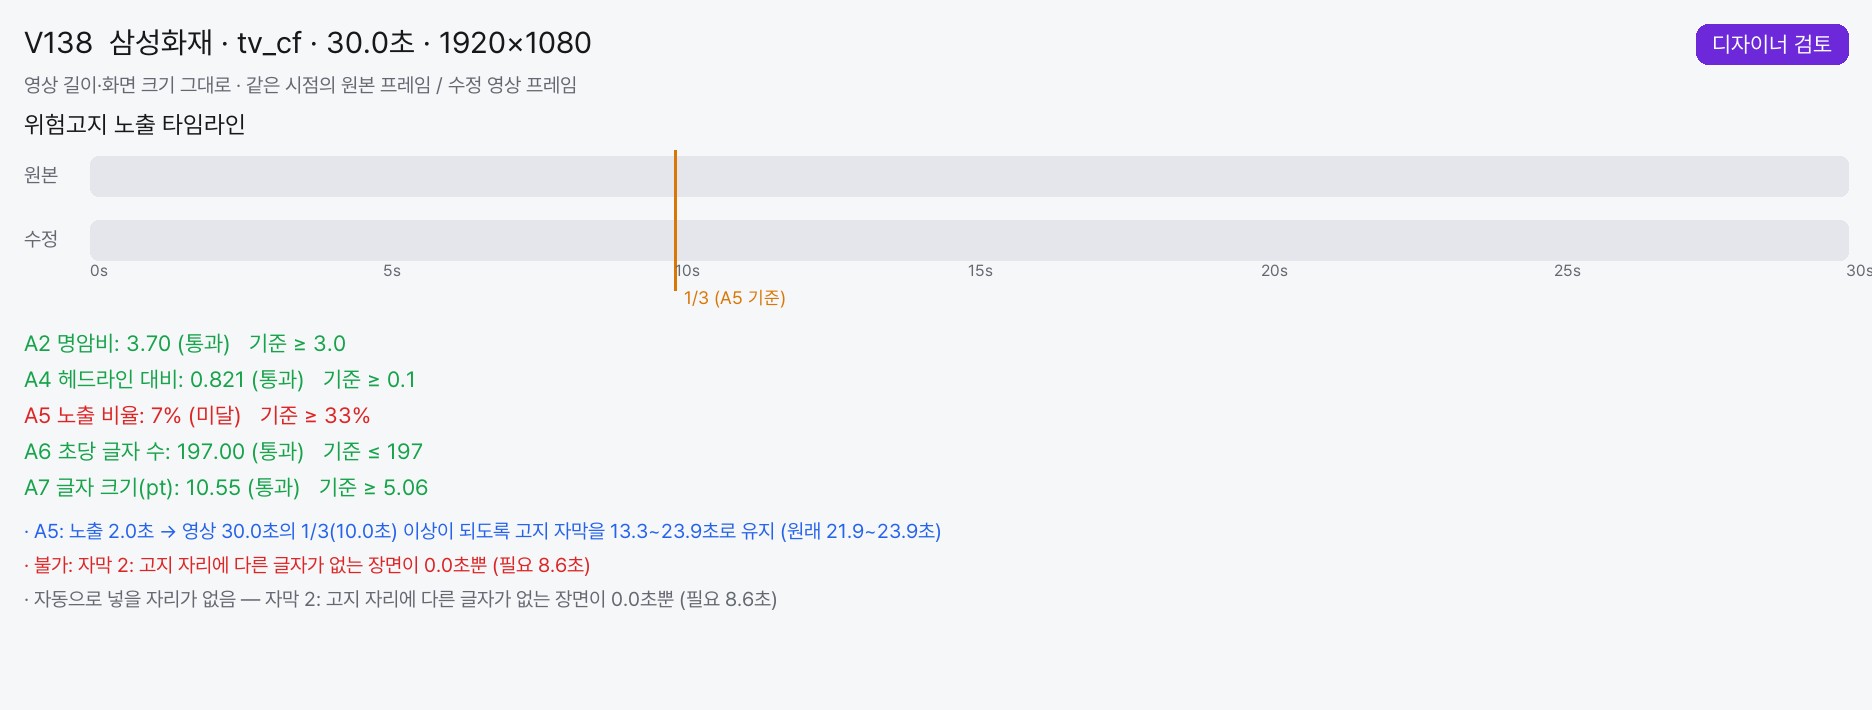 V138 삼성화재 · tv_cf · 30.0초 · 1920×1080
디자이너 검토
영상 길이·화면 크기 그대로 · 같은 시점의 원본 프레임 / 수정 영상 프레임
위험고지 노출 타임라인
원본
수정
0s 5s 10s 15s 20s 25s 30s
1/3 (A5 기준)
A2 명암비: 3.70 (통과) 기준 ≥ 3.0
A4 헤드라인 대비: 0.821 (통과) 기준 ≥ 0.1
A5 노출 비율: 7% (미달) 기준 ≥ 33%
A6 초당 글자 수: 197.00 (통과) 기준 ≤ 197
A7 글자 크기(pt): 10.55 (통과) 기준 ≥ 5.06
· A5: 노출 2.0초 → 영상 30.0초의 1/3(10.0초) 이상이 되도록 고지 자막을 13.3~23.9초로 유지 (원래 21.9~23.9초)
· 불가: 자막 2: 고지 자리에 다른 글자가 없는 장면이 0.0초뿐 (필요 8.6초)
· 자동으로 넣을 자리가 없음 — 자막 2: 고지 자리에 다른 글자가 없는 장면이 0.0초뿐 (필요 8.6초)